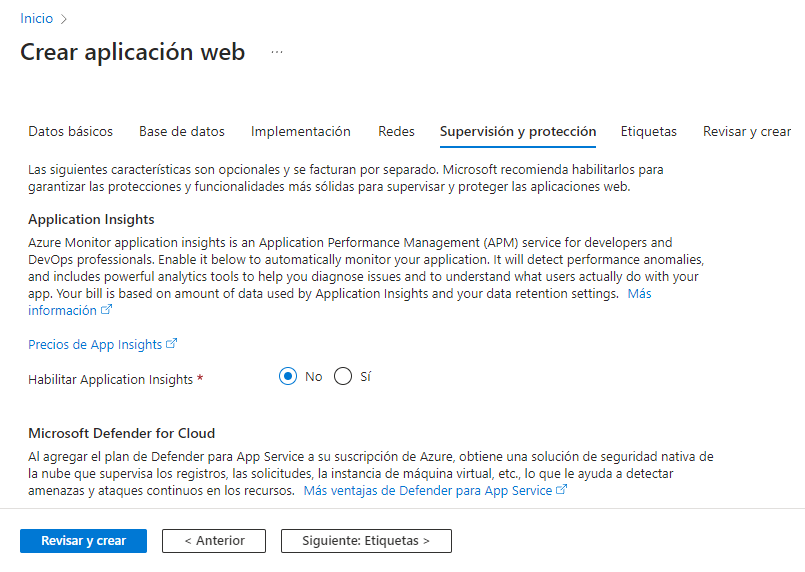 Inicio >
Crear aplicación web ...
Datos básicos Base de datos Implementación Redes Supervisión y protección Etiquetas Revisar y crear
Las siguientes características son opcionales y se facturan por separado. Microsoft recomienda habilitarlos para
garantizar las protecciones y funcionalidades más sólidas para supervisar y proteger las aplicaciones web.
Application Insights
Azure Monitor application insights is an Application Performance Management (APM) service for developers and
DevOps professionals. Enable it below to automatically monitor your application. It will detect performance anomalies,
and includes powerful analytics tools to help you diagnose issues and to understand what users actually do with your
app. Your bill is based on amount of data used by Application Insights and your data retention settings. Más
información
Precios de App Insights
Habilitar Application Insights * No Sí
Microsoft Defender for Cloud
Al agregar el plan de Defender para App Service a su suscripción de Azure, obtiene una solución de seguridad nativa de
la nube que supervisa los registros, las solicitudes, la instancia de máquina virtual, etc., lo que le ayuda a detectar
amenazas y ataques continuos en los recursos. Más ventajas de Defender para App Service
Revisar y crear < Anterior Siguiente: Etiquetas >